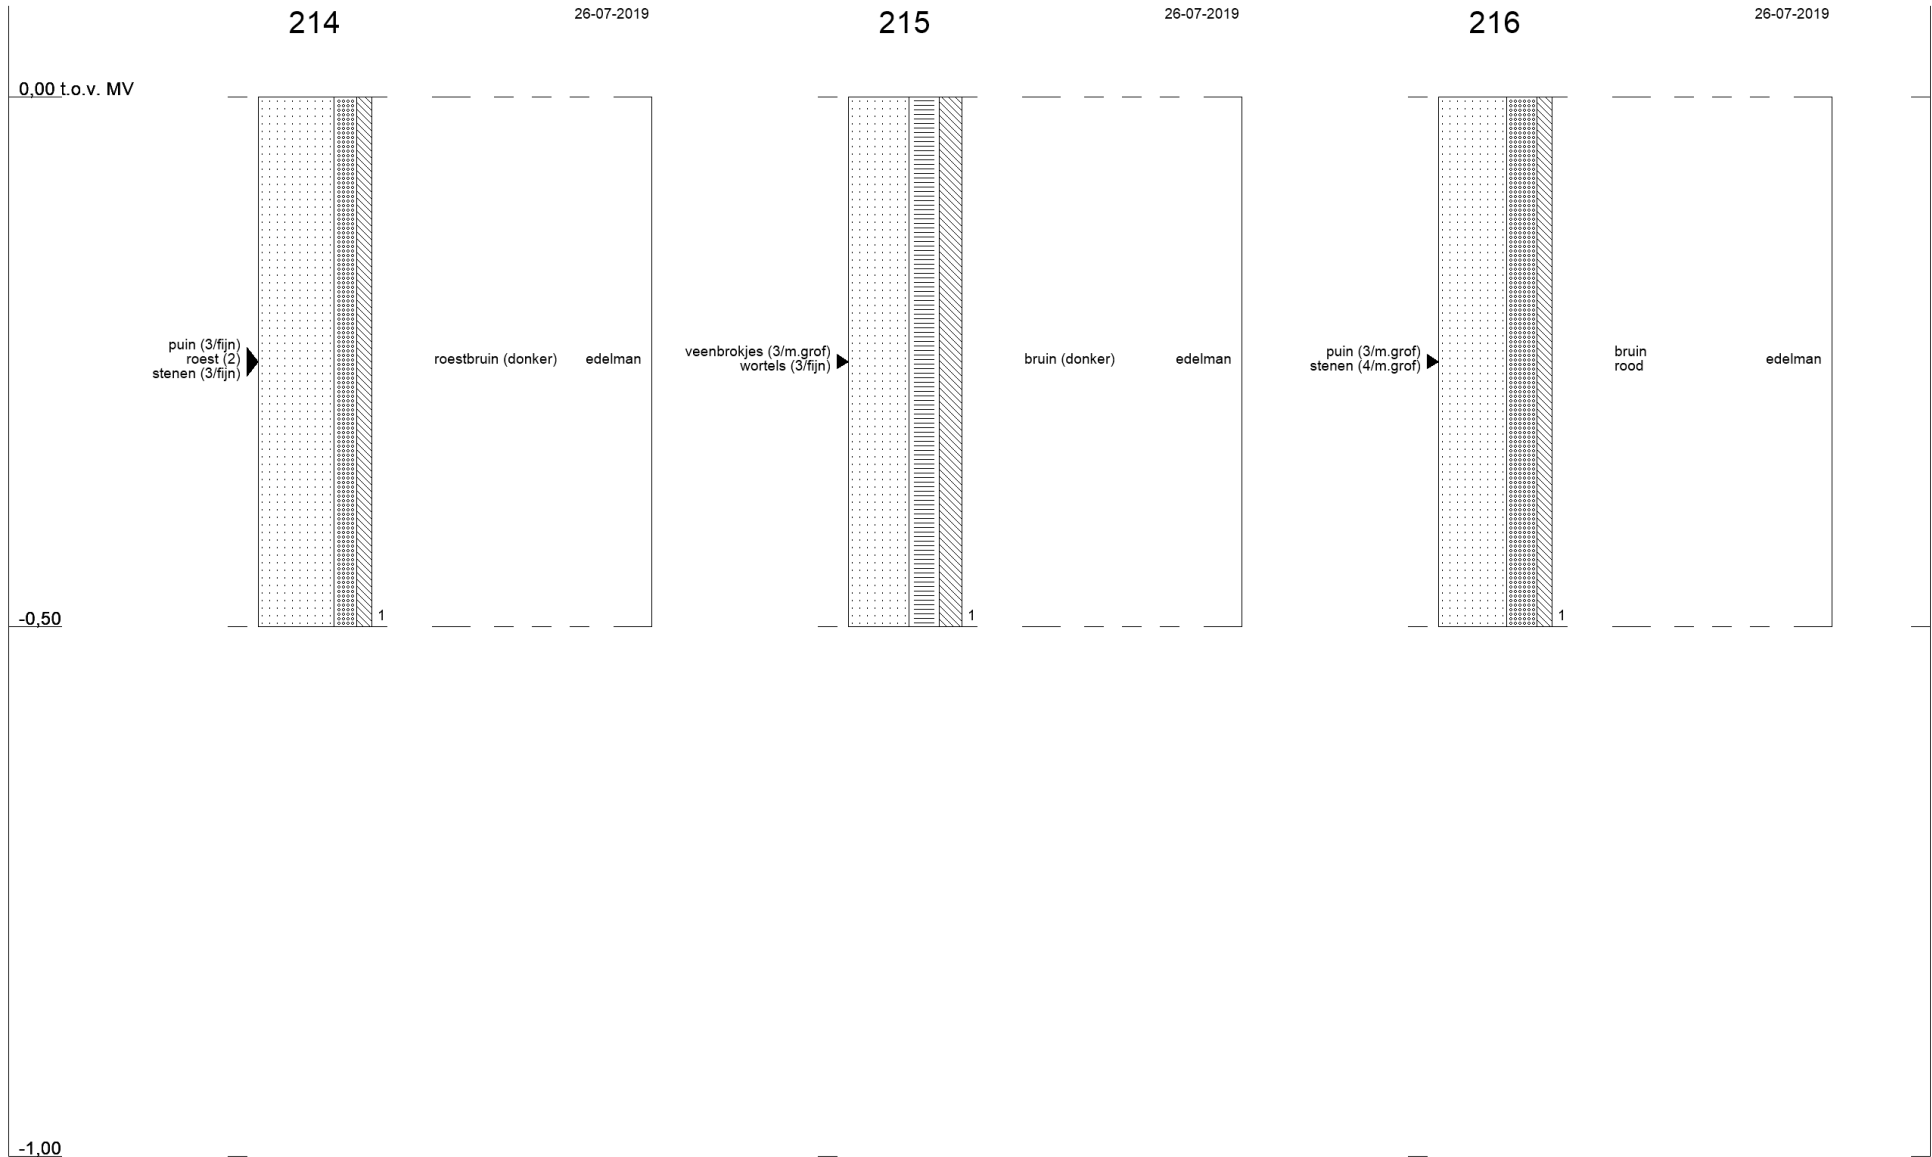 214
26-07-2019
215
26-07-2019
216
26-07-2019
0,00 t.o.v. MV
puin (3/fijn)
roest (2)
stenen (3/fijn)
roestbruin (donker)
edelman
1
veenbrokjes (3/m.grof)
wortels (3/fijn)
bruin (donker)
edelman
1
puin (3/m.grof)
stenen (4/m.grof)
bruin
rood
edelman
1
-0,50
-1,00